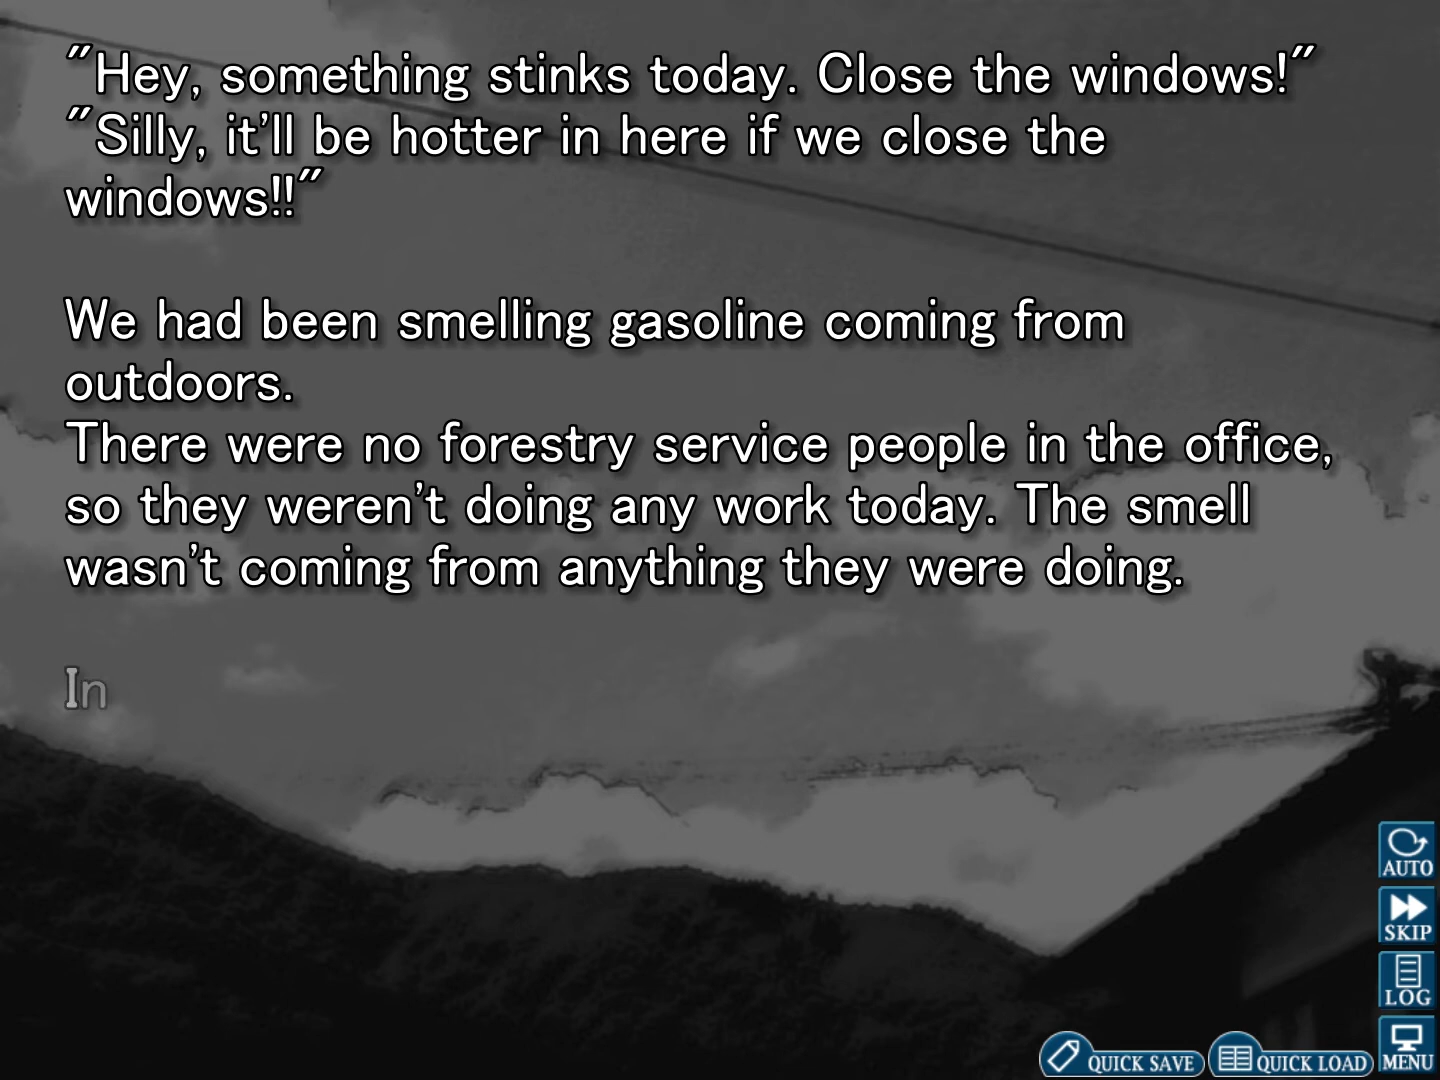 "Hey, something stinks today. Close the windows!"
"Silly, it'll be hotter in here if we close the
windows!!"
We had been smelling gasoline coming from
outdoors.
There were no forestry service people in the office,
so they weren't doing any work today. The smell
wasn't coming from anything they were doing.
In
AUTO
SKIP
LOG
MENU
QUICK SAVE
QUICK LOAD